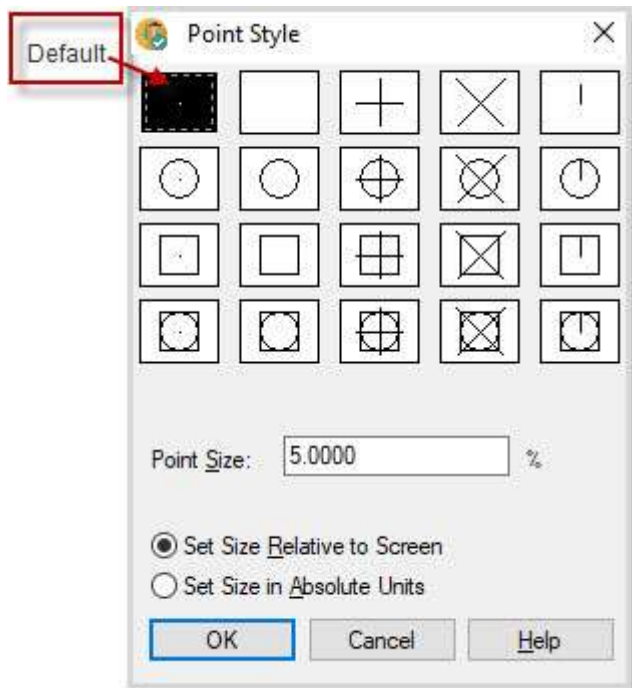 Default
Point Style
Point Size: 5.0000 %
Set Size Relative to Screen
Set Size in Absolute Units
OK Cancel Help